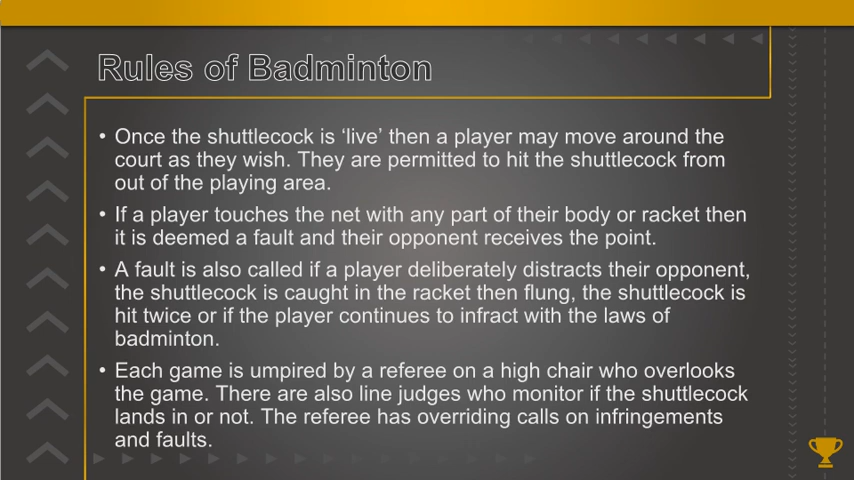 Rules of Badminton
• Once the shuttlecock is ‘live’ then a player may move around the
court as they wish. They are permitted to hit the shuttlecock from
out of the playing area.
• If a player touches the net with any part of their body or racket then
it is deemed a fault and their opponent receives the point.
• A fault is also called if a player deliberately distracts their opponent,
the shuttlecock is caught in the racket then flung, the shuttlecock is
hit twice or if the player continues to infract with the laws of
badminton.
• Each game is umpired by a referee on a high chair who overlooks
the game. There are also line judges who monitor if the shuttlecock
lands in or not. The referee has overriding calls on infringements
and faults.